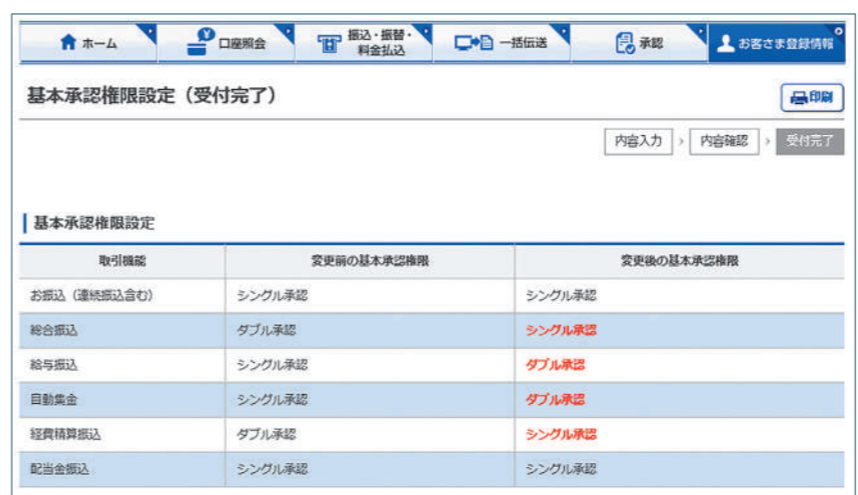 ホーム
口座照会
振込・振替・
料金払込
一括伝送
承認
お客さま登録情報
基本承認権限設定（受付完了）
印刷
内容入力 › 内容確認 › 受付完了
基本承認権限設定
取引機能 変更前の基本承認権限 変更後の基本承認権限
お振込（連続振込含む） シングル承認 シングル承認
総合振込 ダブル承認 シングル承認
給与振込 シングル承認 ダブル承認
自動集金 シングル承認 ダブル承認
経費精算振込 ダブル承認 シングル承認
配当金振込 シングル承認 シングル承認